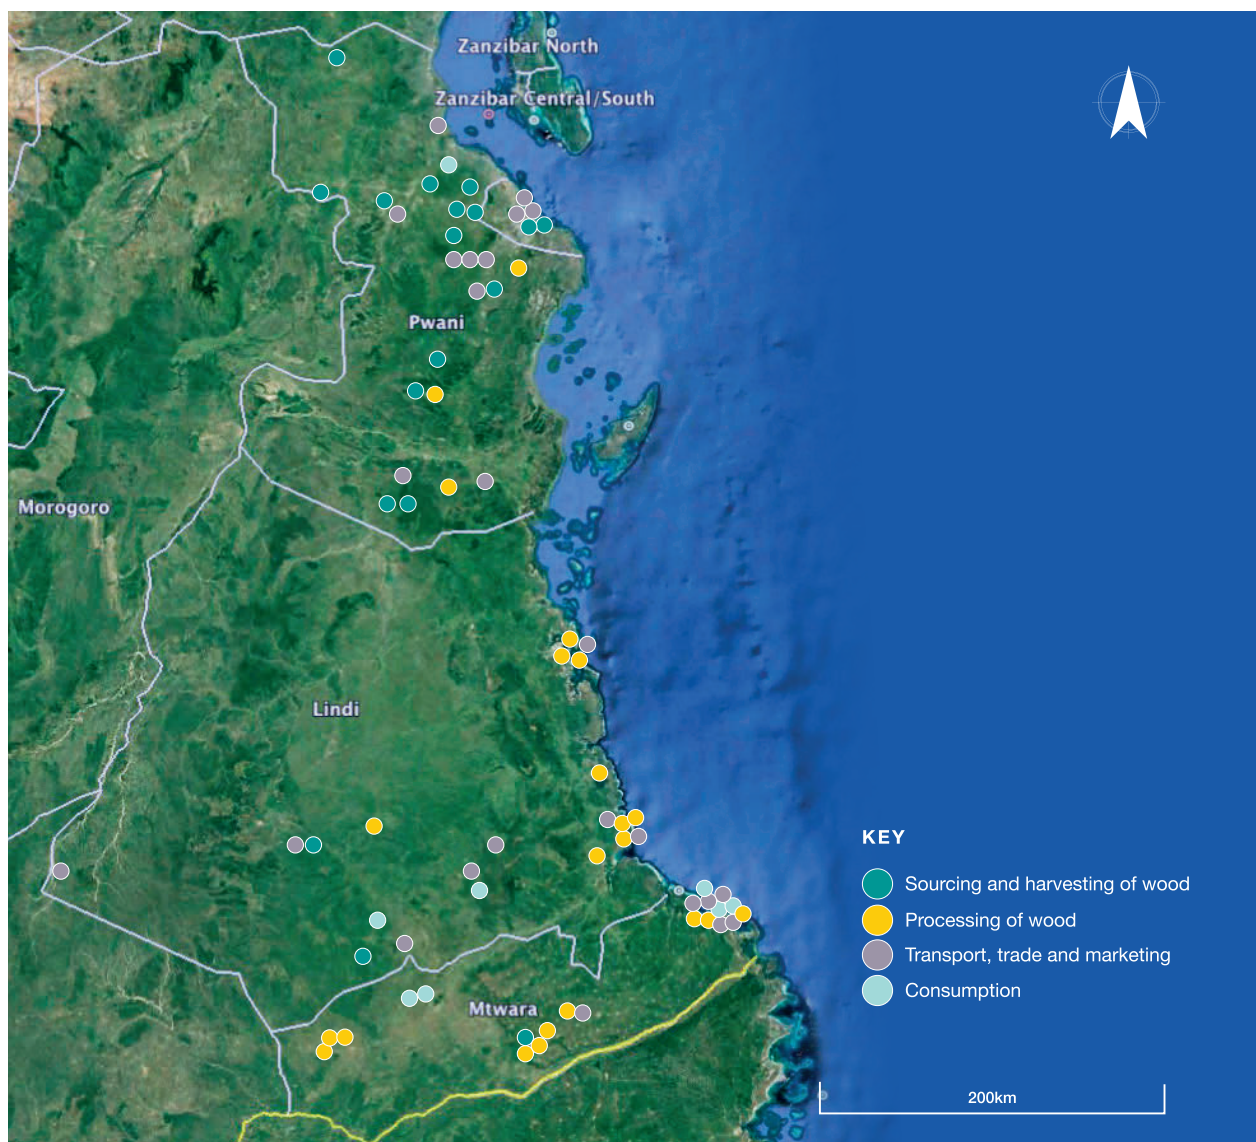 Zanzibar North
Zanzibar Central/South
Pwani
Morogoro
Lindi
Mtwara
KEY
Sourcing and harvesting of wood
Processing of wood
Transport, trade and marketing
Consumption
200km